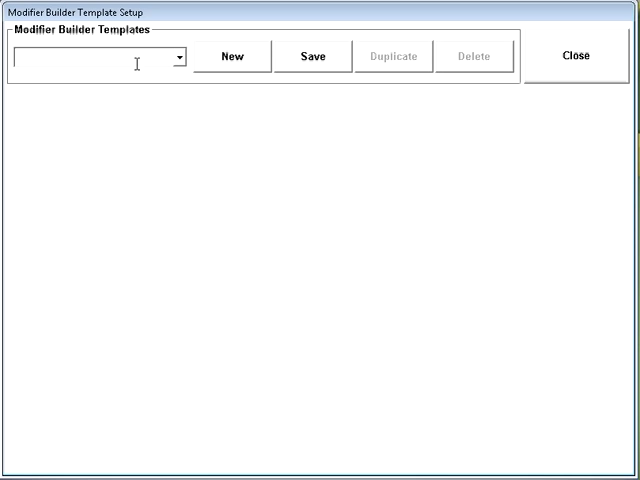 Modifier Builder Template Setup
Modifier Builder Templates
New
Save
Duplicate
Delete
Close